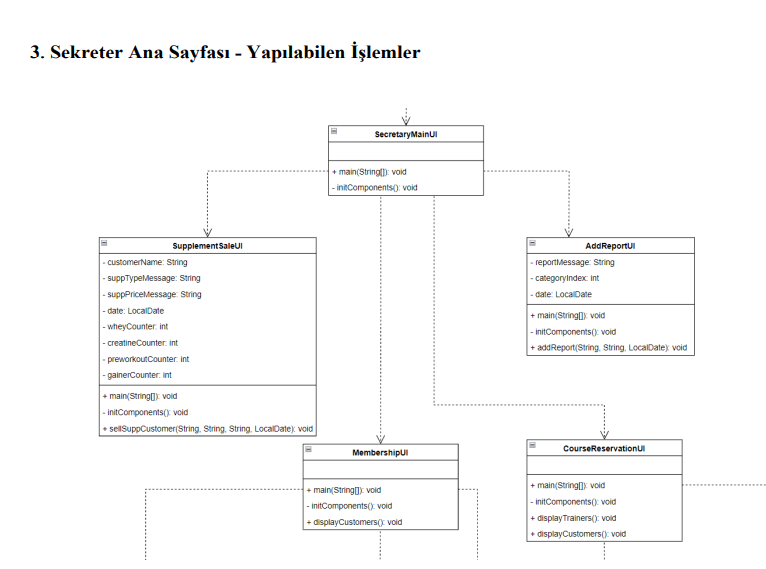 3. Sekreter Ana Sayfası - Yapılabilen İşlemler
SecretaryMainUI
+ main(String[]): void
- initComponents(): void
SupplementSaleUI
- customerName: String
- suppTypeMessage: String
- suppPriceMessage: String
- date: LocalDate
- wheyCounter: int
- creatineCounter: int
- preworkoutCounter: int
- gainerCounter: int
+ main(String[]): void
- initComponents(): void
+ sellSuppCustomer(String, String, String, LocalDate): void
AddReportUI
- reportMessage: String
- categoryIndex: int
- date: LocalDate
+ main(String[]): void
- initComponents(): void
+ addReport(String, String, LocalDate): void
MembershipUI
+ main(String[]): void
- initComponents(): void
+ displayCustomers(): void
CourseReservationUI
+ main(String[]): void
- initComponents(): void
+ displayTrainers(): void
+ displayCustomers(): void